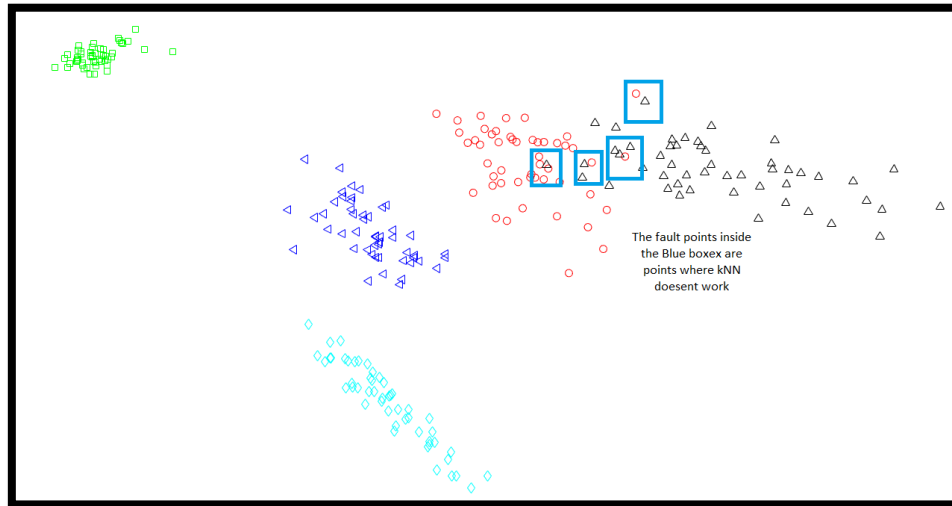 The fault points inside
the Blue boxex are
points where kNN
doesent work